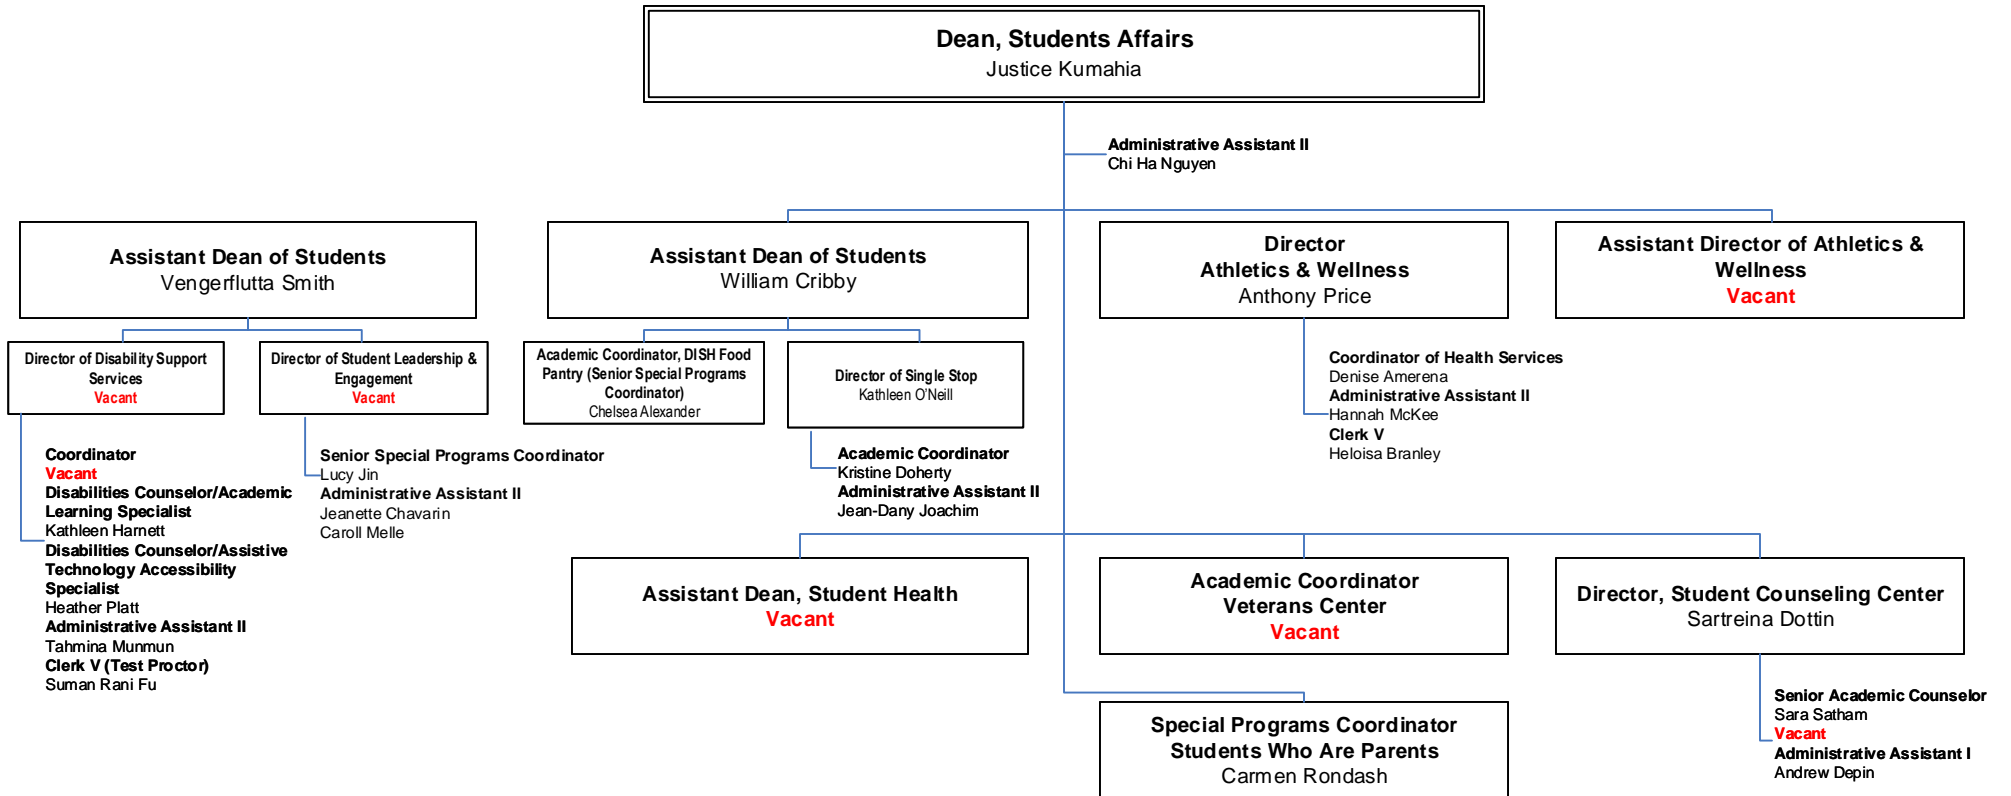 Dean, Students Affairs
Justice Kumahia
Administrative Assistant II
Chi Ha Nguyen
Assistant Dean of Students
Vengerflutta Smith
Assistant Dean of Students
William Cribby
Director
Athletics & Wellness
Anthony Price
Assistant Director of Athletics &
Wellness
Vacant
Director of Disability Support
Services
Vacant
Director of Student Leadership &
Engagement
Vacant
Academic Coordinator, DISH Food
Pantry (Senior Special Programs
Coordinator)
Chelsea Alexander
Director of Single Stop
Kathleen O'Neill
Coordinator of Health Services
Denise Amerena
Administrative Assistant II
Hannah McKee
Clerk V
Heloisa Branley
Coordinator
Vacant
Disabilities Counselor/Academic
Learning Specialist
Kathleen Harnett
Disabilities Counselor/Assistive
Technology Accessibility
Specialist
Heather Platt
Administrative Assistant II
Tahmina Munmun
Clerk V (Test Proctor)
Suman Rani Fu
Senior Special Programs Coordinator
Lucy Jin
Administrative Assistant II
Jeanette Chavarin
Caroll Melle
Academic Coordinator
Kristine Doherty
Administrative Assistant II
Jean-Dany Joachim
Assistant Dean, Student Health
Vacant
Academic Coordinator
Veterans Center
Vacant
Director, Student Counseling Center
Sartreina Dottin
Special Programs Coordinator
Students Who Are Parents
Carmen Rondash
Senior Academic Counselor
Sara Satham
Vacant
Administrative Assistant I
Andrew Depin